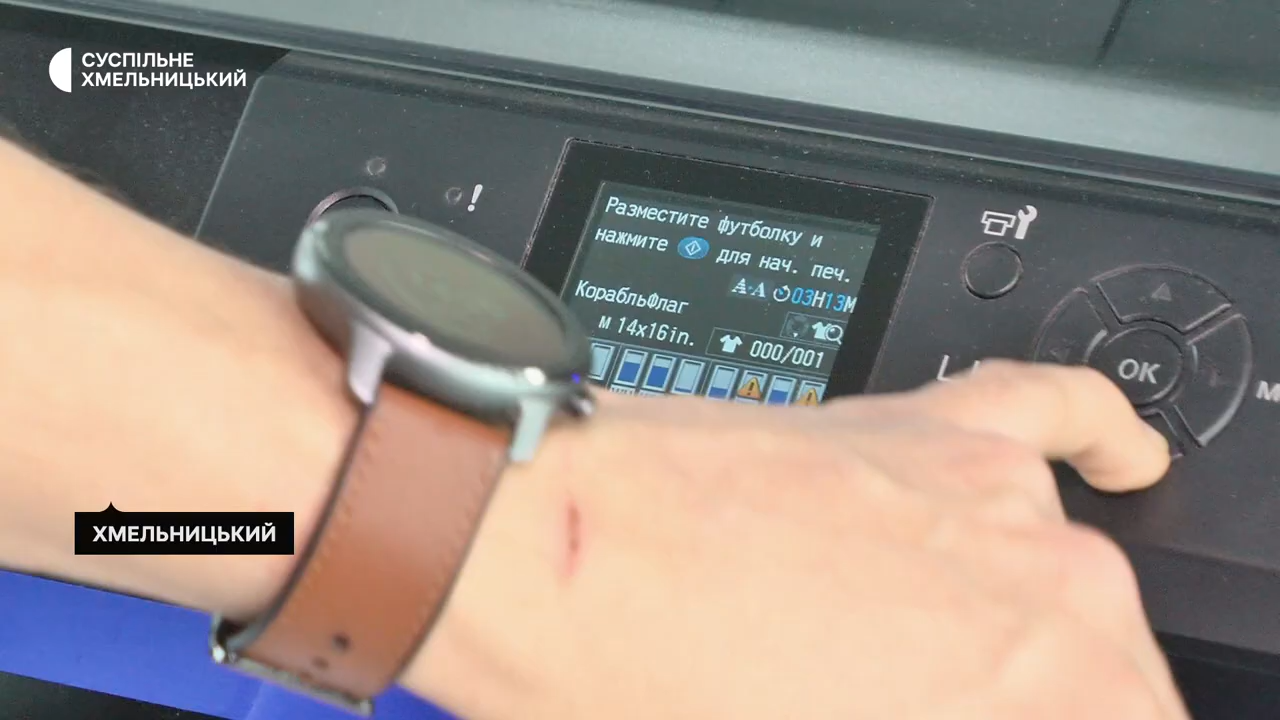 СУСПІЛЬНЕ
ХМЕЛЬНИЦЬКИЙ
!
Разместите футболку и
нажмите для нач. печ.
A-A 03H13M
КорабльФлаг
м 14x16in.
000/001
OK
ХМЕЛЬНИЦЬКИЙ